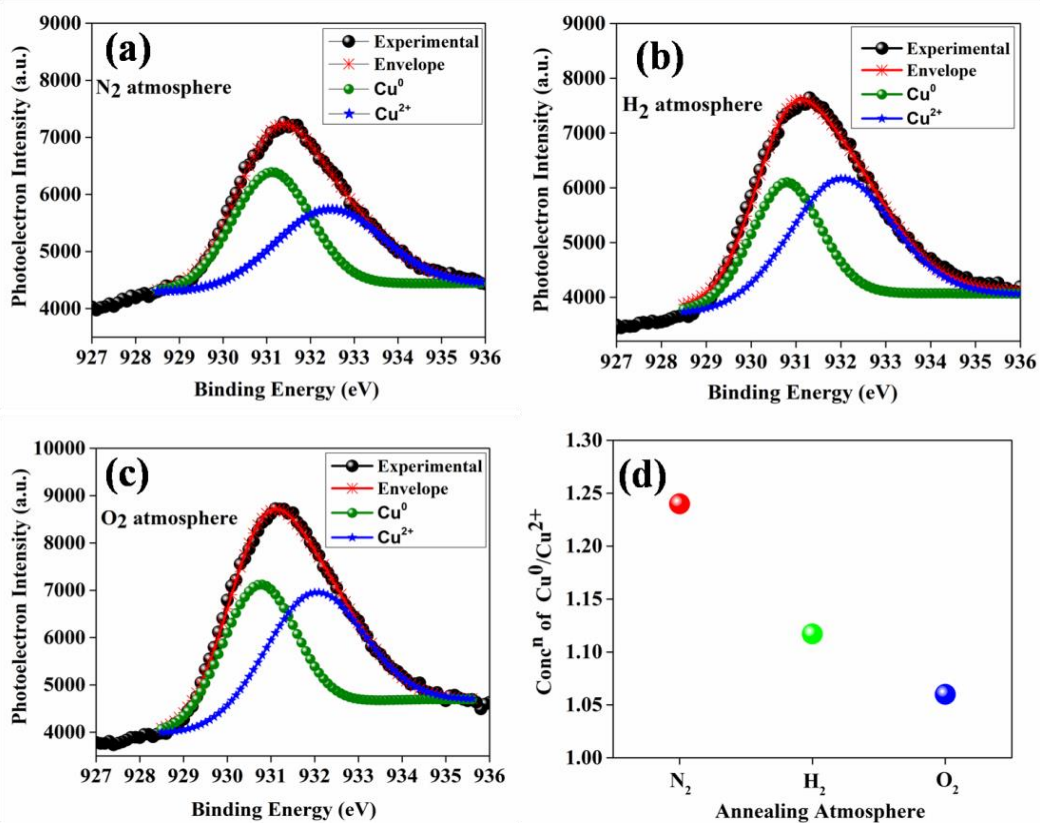 (a)
N2 atmosphere
Experimental
Envelope
Cu0
Cu2+
9000
8000
7000
6000
5000
4000
Photoelectron Intensity (a.u.)
927 928 929 930 931 932 933 934 935 936
Binding Energy (eV)
(b)
H2 atmosphere
Experimental
Envelope
Cu0
Cu2+
9000
8000
7000
6000
5000
4000
Photoelectron Intensity (a.u.)
927 928 929 930 931 932 933 934 935 936
Binding Energy (eV)
(c)
O2 atmosphere
Experimental
Envelope
Cu0
Cu2+
10000
9000
8000
7000
6000
5000
4000
Photoelectron Intensity (a.u.)
927 928 929 930 931 932 933 934 935 936
Binding Energy (eV)
(d)
1.30
1.25
1.20
1.15
1.10
1.05
1.00
Concn of Cu0/Cu2+
N2 H2 O2
Annealing Atmosphere